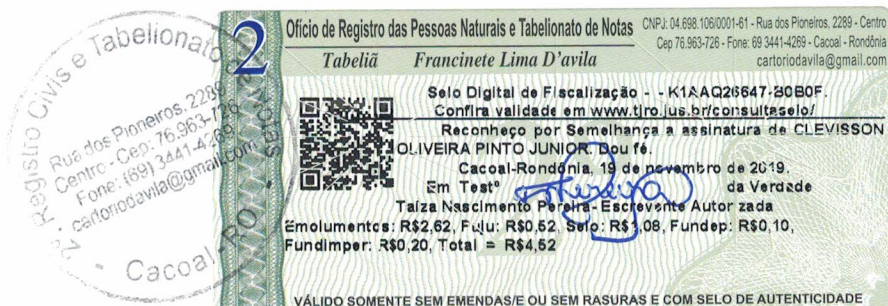 2º Registro Civis e Tabelionato de Notas
Rua dos Pioneiros, 2289
Centro - Cep: 76.963-726
Fone: (69) 3441-4269
cartoriodavila@gmail.com
- Cacoal - RO -
2
Ofício de Registro das Pessoas Naturais e Tabelionato de Notas
CNPJ: 04.698.106/0001-61 - Rua dos Pioneiros, 2289 - Centro
Cep 76.963-726 - Fone: 69 3441-4269 - Cacoal - Rondônia
Tabeliã Francinete Lima D'avila
cartoriodavila@gmail.com
Selo Digital de Fiscalização - - K1AAQ26647-80B0F.
Confira validade em www.tjro.jus.br/consultaselo/
Reconheço por Semelhança a assinatura de CLEVISSON
OLIVEIRA PINTO JUNIOR. Dou fé.
Cacoal-Rondônia, 19 de novembro de 2019.
Em Testº da Verdade
Taiza Nascimento Pereira- Escrevente Autorizada
Emolumentos: R$2,62, Fuju: R$0,52, Selo: R$1,08, Fundep: R$0,10,
Fundimper: R$0,20, Total = R$4,52
VÁLIDO SOMENTE SEM EMENDAS/E OU SEM RASURAS E COM SELO DE AUTENTICIDADE